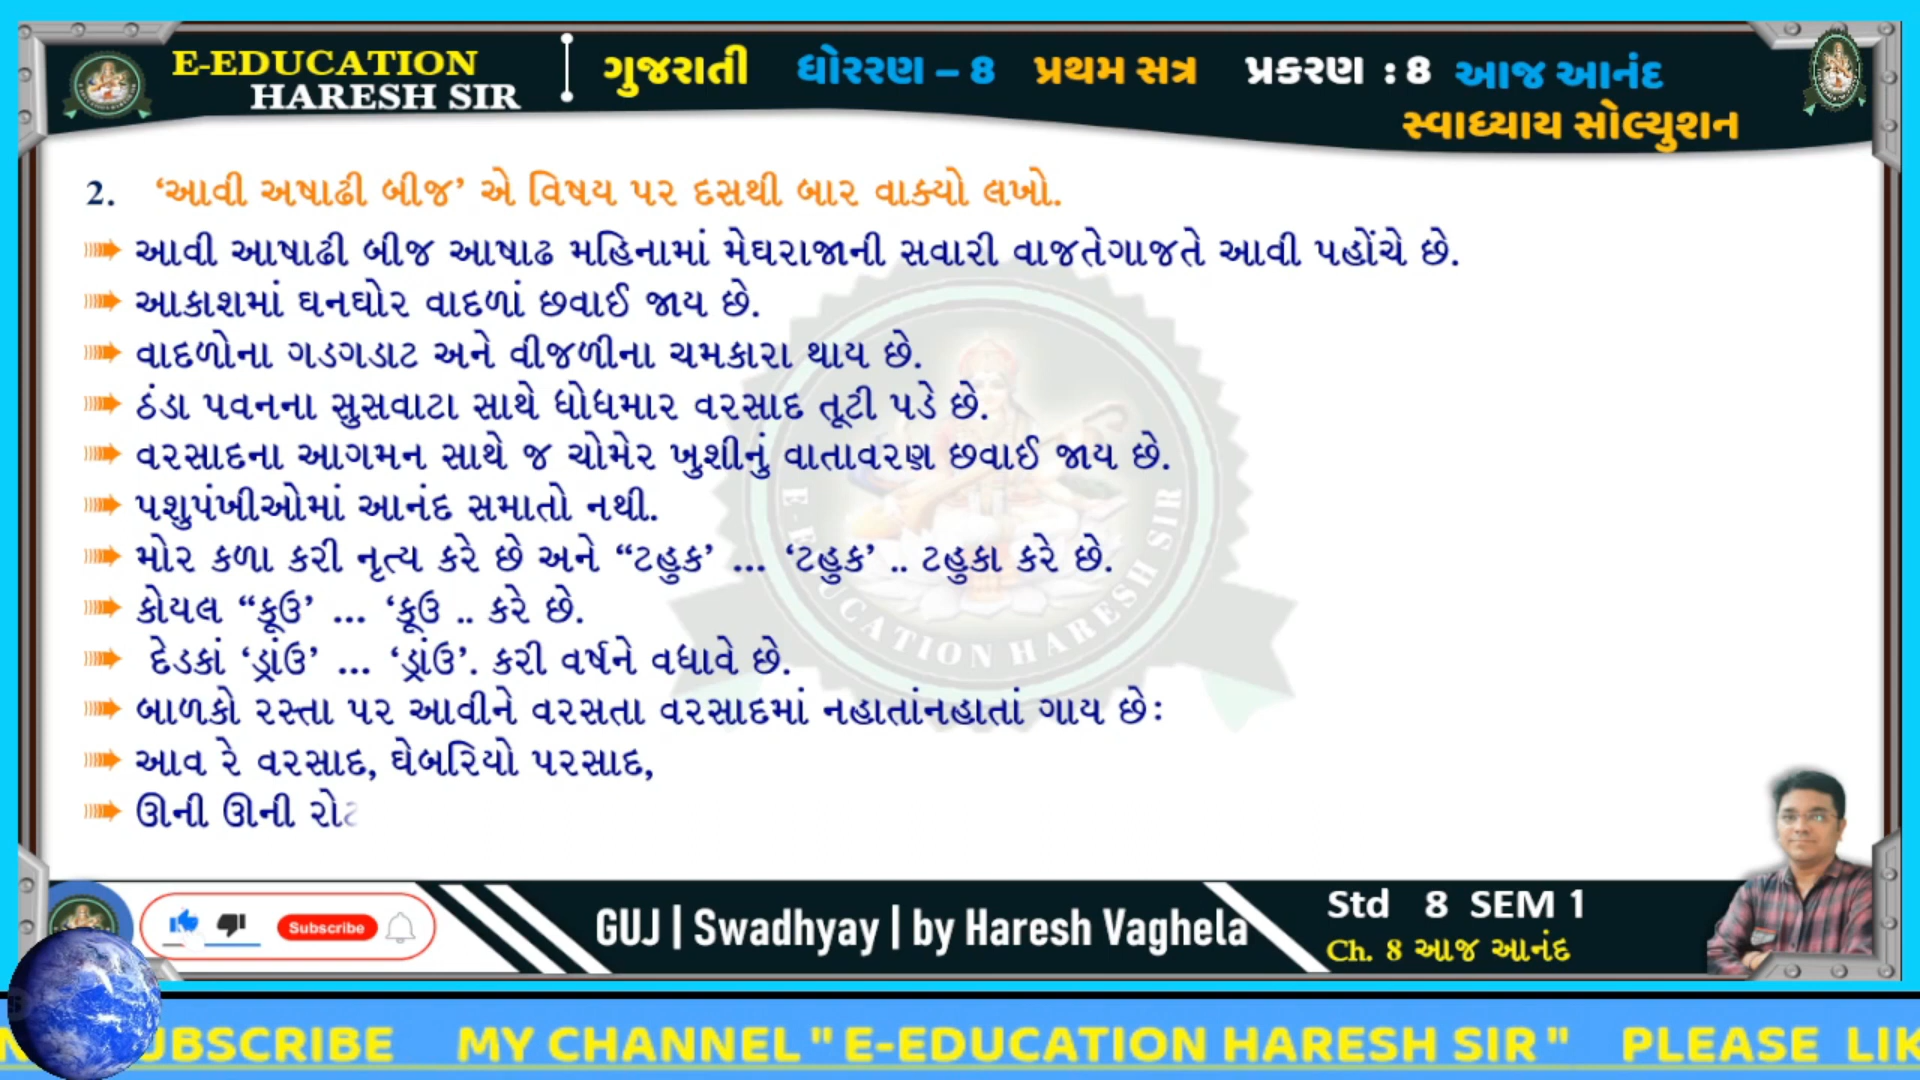 E-EDUCATION
HARESH SIR
ગુજરાતી ધોરરણ – 8 પ્રથમ સત્ર પ્રકરણ : 8 આજ આનંદ
સ્વાધ્યાય સોલ્યુશન
2. ‘આવી અષાઢી બીજ’ એ વિષય પર દસથી બાર વાક્યો લખો.
આવી આષાઢી બીજ આષાઢ મહિનામાં મેઘરાજાની સવારી વાજતેગાજતે આવી પહોંચે છે.
આકાશમાં ઘનઘોર વાદળાં છવાઈ જાય છે.
વાદળોના ગડગડાટ અને વીજળીના ચમકારા થાય છે.
ઠંડા પવનના સુસવાટા સાથે ધોધમાર વરસાદ તૂટી પડે છે.
વરસાદના આગમન સાથે જ ચોમેર ખુશીનું વાતાવરણ છવાઈ જાય છે.
પશુપંખીઓમાં આનંદ સમાતો નથી.
મોર કળા કરી નૃત્ય કરે છે અને “ટહુક’ ... ‘ટહુક’ .. ટહુકા કરે છે.
કોયલ “કૂઉ’ ... ‘કૂઉ .. કરે છે.
દેડકાં ‘ડ્રાંઉ’ ... ‘ડ્રાંઉ’. કરી વર્ષને વધાવે છે.
બાળકો રસ્તા પર આવીને વરસતા વરસાદમાં નહાતાંનહાતાં ગાય છેઃ
આવ રે વરસાદ, ઘેબરિયો પરસાદ,
ઊની ઊની
E-EDUCATION HARESH SIR
Subscribe
GUJ | Swadhyay | by Haresh Vaghela
Std 8 SEM 1
Ch. 8 આજ આનંદ
MY CHANNEL " E-EDUCATION HARESH SIR " PLEASE